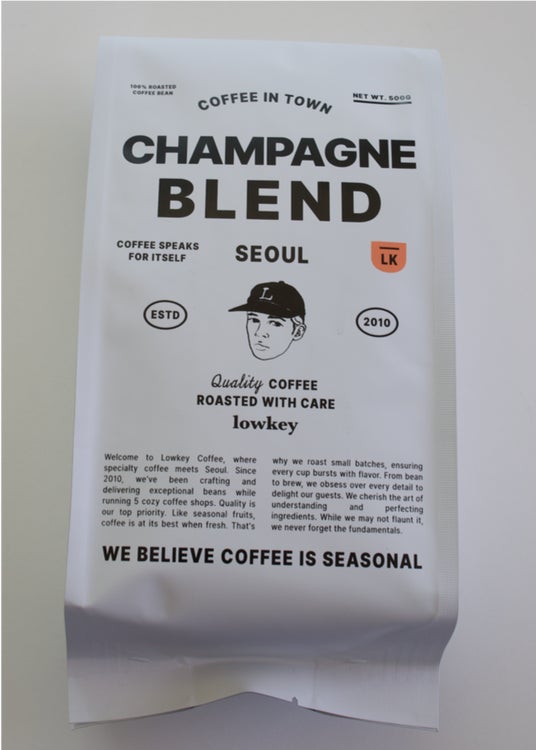 100% ROASTED
COFFEE BEAN
COFFEE IN TOWN
NET WT. 500G
CHAMPAGNE
BLEND
COFFEE SPEAKS
FOR ITSELF
SEOUL
LK
L
ESTD
2010
Quality COFFEE
ROASTED WITH CARE
lowkey
Welcome to Lowkey Coffee, where
specialty coffee meets Seoul. Since
2010, we've been crafting and
delivering exceptional beans while
running 5 cozy coffee shops. Quality is
our top priority. Like seasonal fruits,
coffee is at its best when fresh. That's
why we roast small batches, ensuring
every cup bursts with flavor. From bean
to brew, we obsess over every detail to
delight our guests. We cherish the art of
understanding and perfecting
ingredients. While we may not flaunt it,
we never forget the fundamentals.
WE BELIEVE COFFEE IS SEASONAL